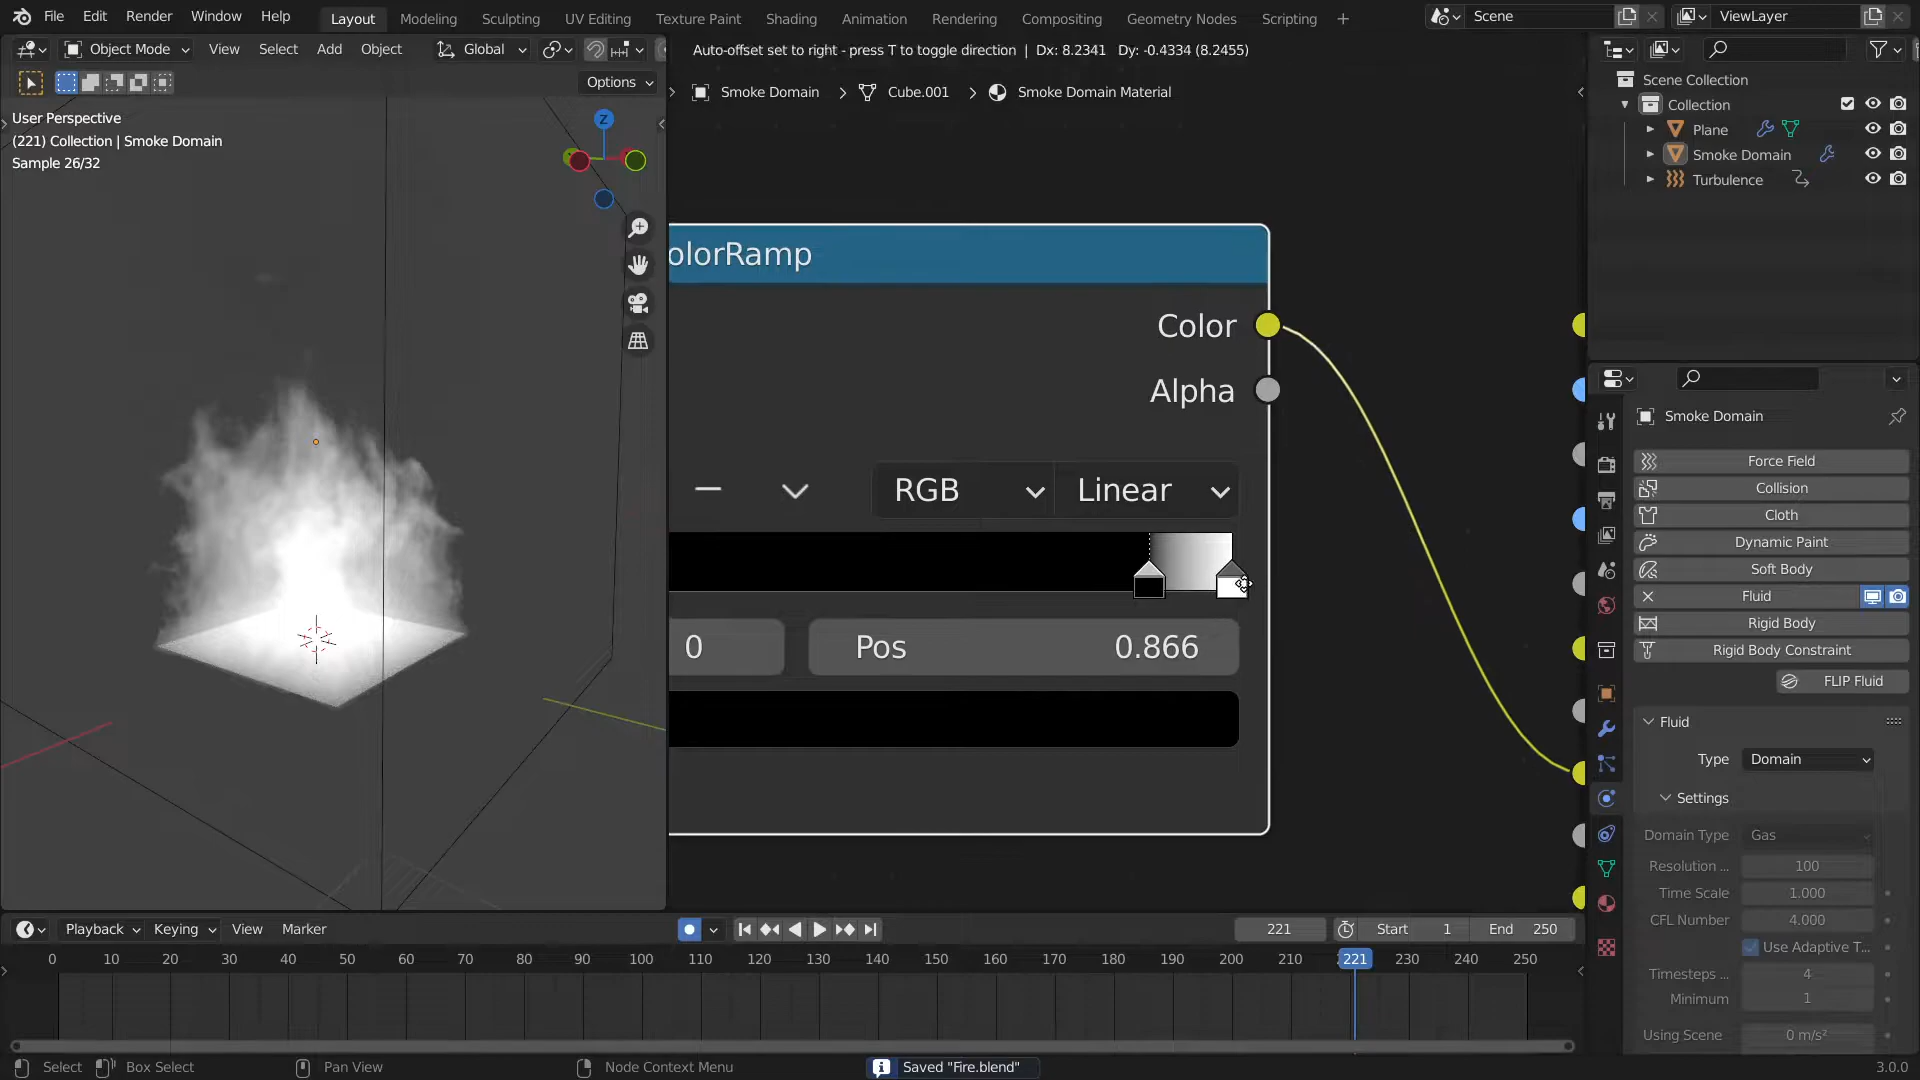 File Edit Render Window Help Layout Modeling Sculpting UV Editing Texture Paint Shading Animation Rendering Compositing Geometry Nodes Scripting Scene ViewLayer
Object Mode View Select Add Object Global
Auto-offset set to right - press T to toggle direction | Dx: 8.2341 Dy: -0.4334 (8.2455)
Options
Smoke Domain Cube.001 Smoke Domain Material
User Perspective
(221) Collection | Smoke Domain
Sample 26/32
Z
olorRamp
Color
Alpha
RGB Linear
0 Pos 0.866
Scene Collection
Collection
Plane
Smoke Domain
Turbulence
Smoke Domain
Force Field
Collision
Cloth
Dynamic Paint
Soft Body
Fluid
Rigid Body
Rigid Body Constraint
FLIP Fluid
Fluid
Type Domain
Settings
Domain Type Gas
Resolution ... 100
Time Scale 1.000
CFL Number 4.000
Use Adaptive T...
Timesteps ... 4
Minimum 1
Using Scene 0 m/s²
Playback Keying View Marker 221 Start 1 End 250
0 10 20 30 40 50 60 70 80 90 100 110 120 130 140 150 160 170 180 190 200 210 221 230 240 250
Select Box Select Pan View Node Context Menu Saved "Fire.blend" 3.0.0